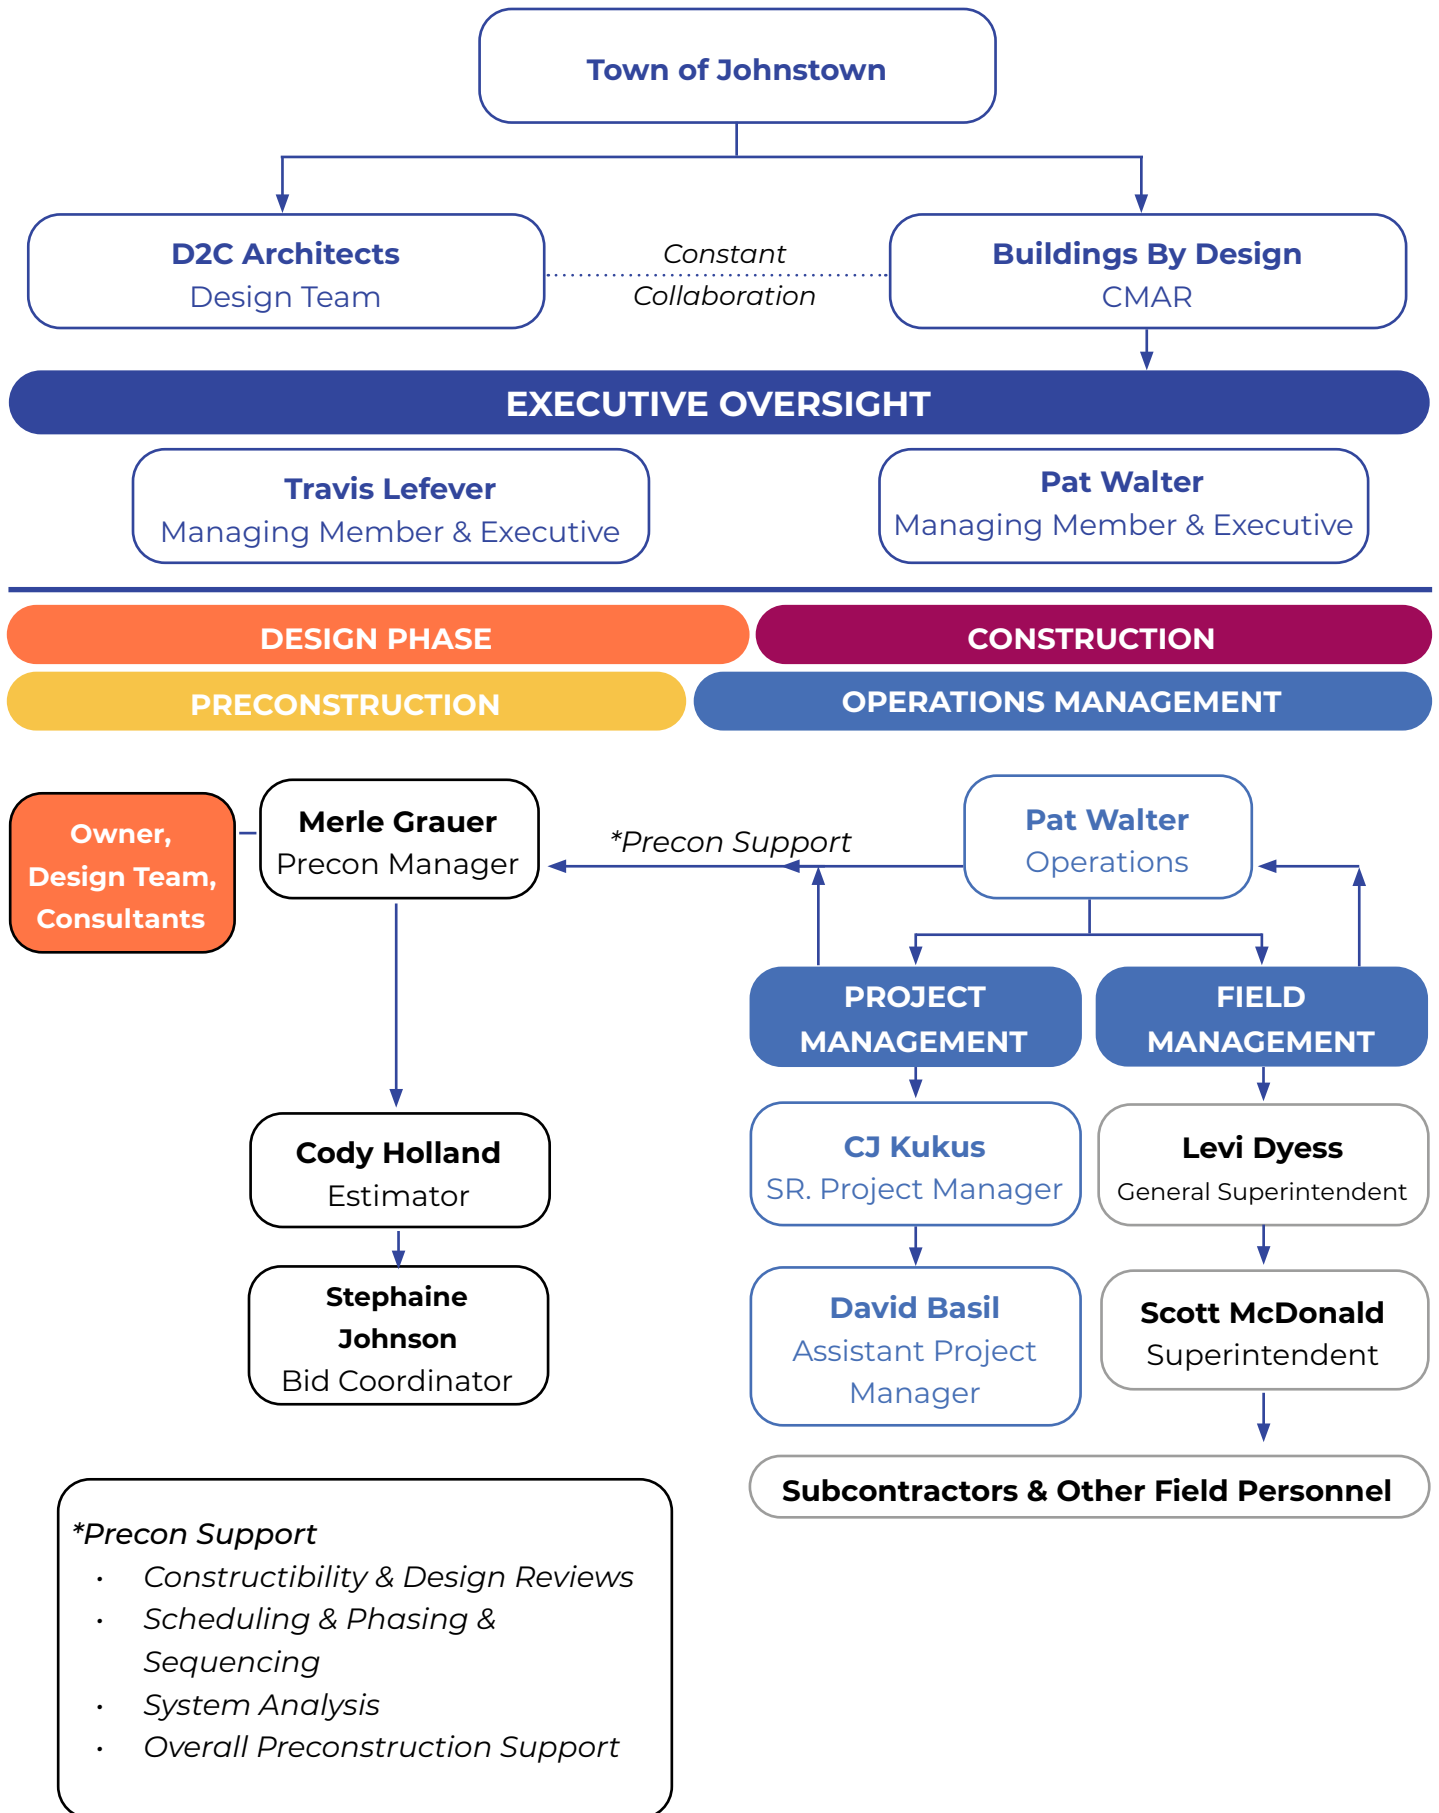 Town of Johnstown
D2C Architects
Design Team
Constant
Collaboration
Buildings By Design
CMAR
EXECUTIVE OVERSIGHT
Travis Lefever
Managing Member & Executive
Pat Walter
Managing Member & Executive
DESIGN PHASE
CONSTRUCTION
PRECONSTRUCTION
OPERATIONS MANAGEMENT
Owner,
Design Team,
Consultants
Merle Grauer
Precon Manager
*Precon Support
Pat Walter
Operations
PROJECT
MANAGEMENT
FIELD
MANAGEMENT
Cody Holland
Estimator
CJ Kukus
SR. Project Manager
Levi Dyess
General Superintendent
Stephaine
Johnson
Bid Coordinator
David Basil
Assistant Project
Manager
Scott McDonald
Superintendent
Subcontractors & Other Field Personnel
*Precon Support
· Constructibility & Design Reviews
· Scheduling & Phasing &
Sequencing
· System Analysis
· Overall Preconstruction Support